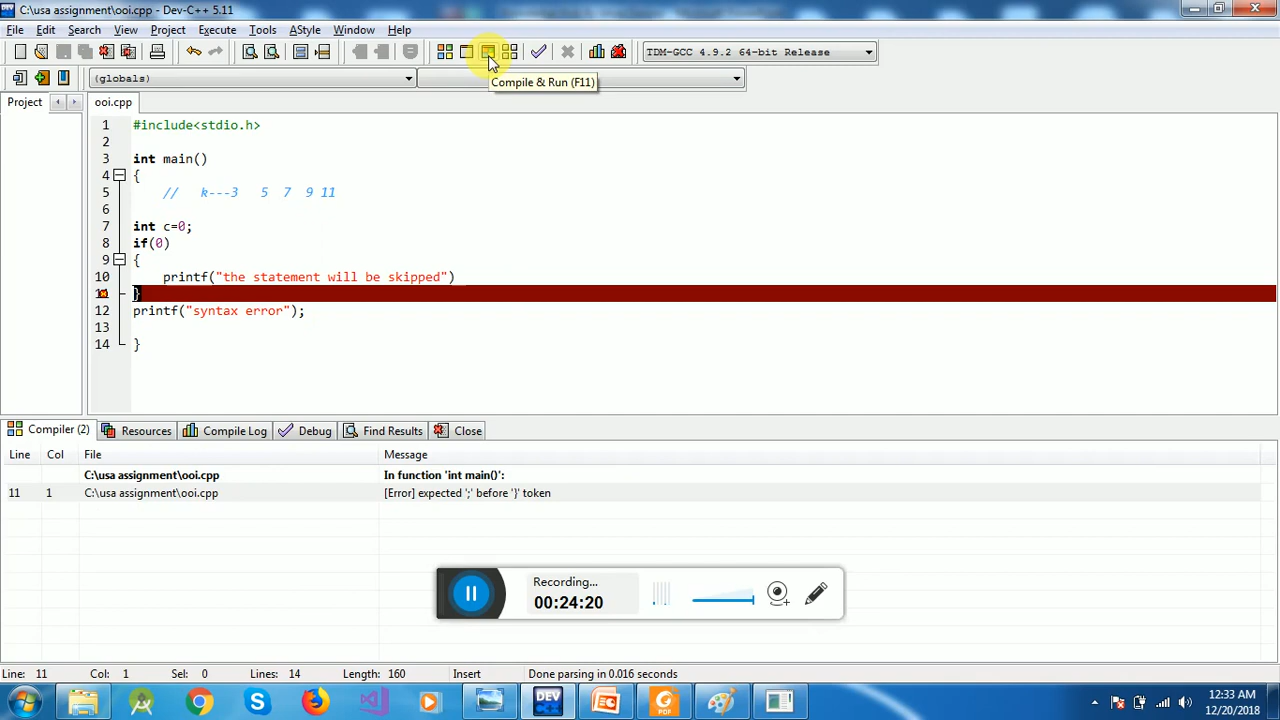 C:\usa assignment\ooi.cpp - Dev-C++ 5.11
File Edit Search View Project Execute Tools AStyle Window Help
TDM-GCC 4.9.2 64-bit Release
(globals)
Compile & Run (F11)
Project
ooi.cpp
1 #include<stdio.h>
2
3 int main()
4 {
5 // k---3 5 7 9 11
6
7 int c=0;
8 if(0)
9 {
10 printf("the statement will be skipped")
}
12 printf("syntax error");
13
14 }
Compiler (2) Resources Compile Log Debug Find Results Close
Line Col File Message
C:\usa assignment\ooi.cpp In function 'int main()':
11 1 C:\usa assignment\ooi.cpp [Error] expected ';' before '}' token
Recording...
00:24:20
Line: 11 Col: 1 Sel: 0 Lines: 14 Length: 160 Insert Done parsing in 0.016 seconds
DEV
C++
PDF
12:33 AM
12/20/2018